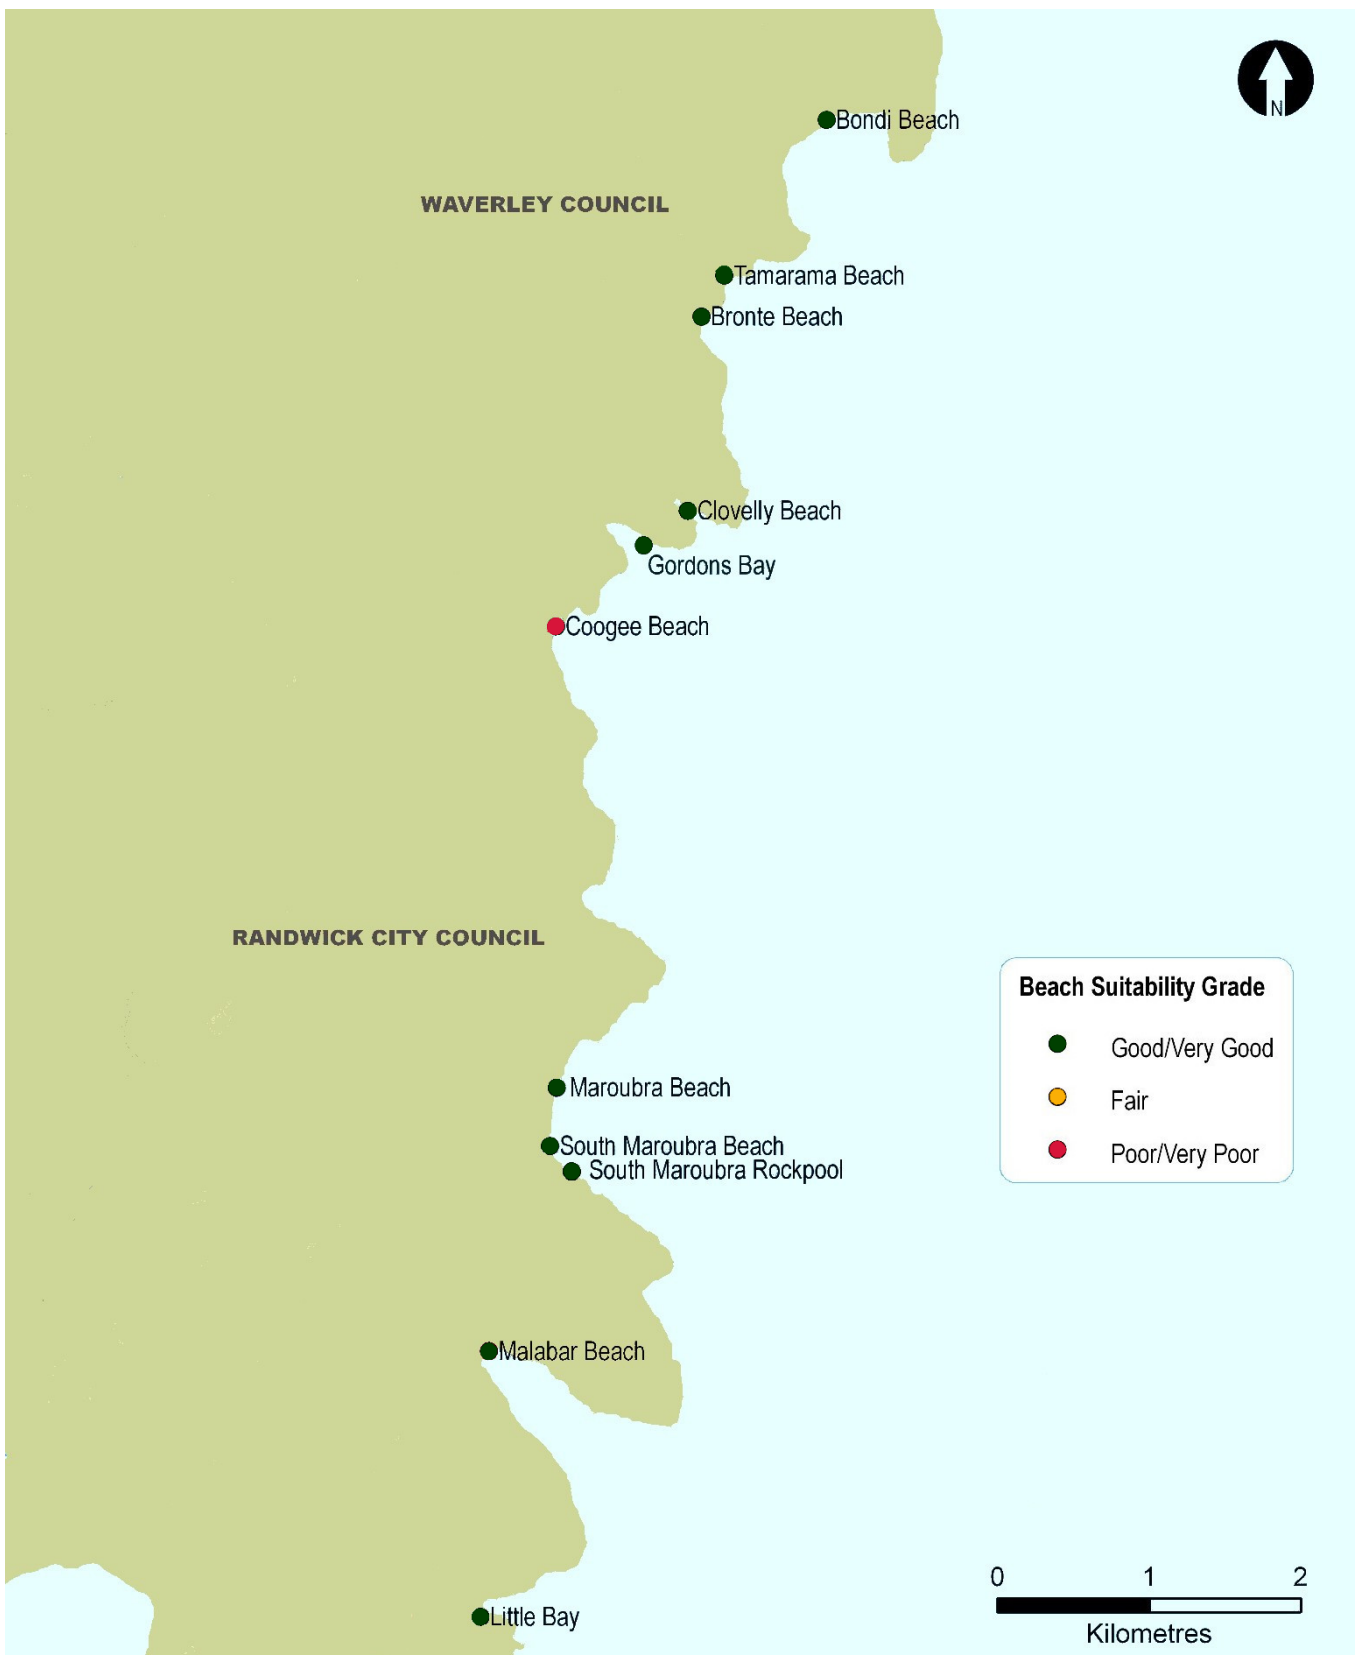 N
Bondi Beach
WAVERLEY COUNCIL
Tamarama Beach
Bronte Beach
Clovelly Beach
Gordons Bay
Coogee Beach
RANDWICK CITY COUNCIL
Beach Suitability Grade
Good/Very Good
Fair
Poor/Very Poor
Maroubra Beach
South Maroubra Beach
South Maroubra Rockpool
Malabar Beach
Little Bay
0 1 2
Kilometres